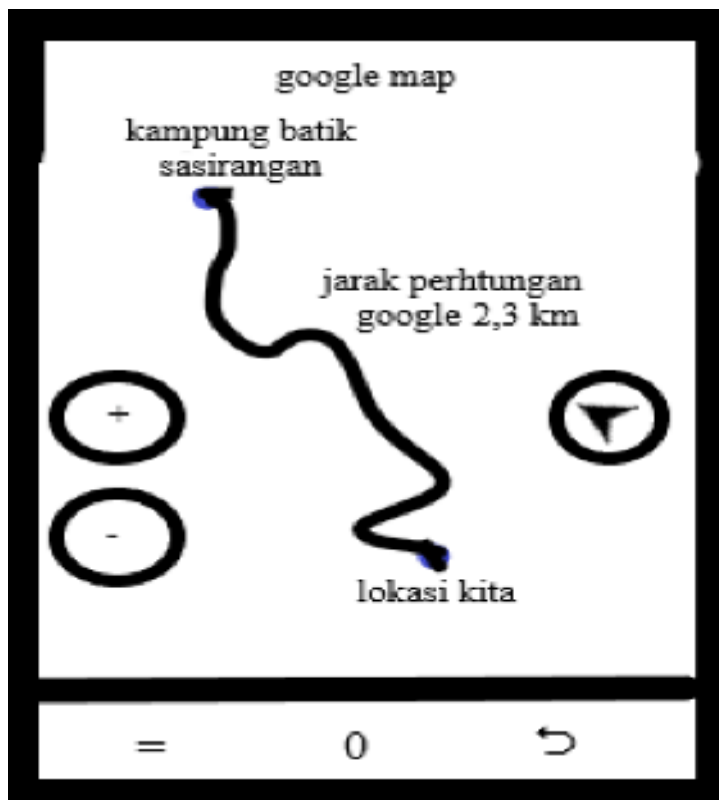 google map
kampung batik
sasirangan
jarak perhtungan
google 2,3 km
+
-
lokasi kita
= 0